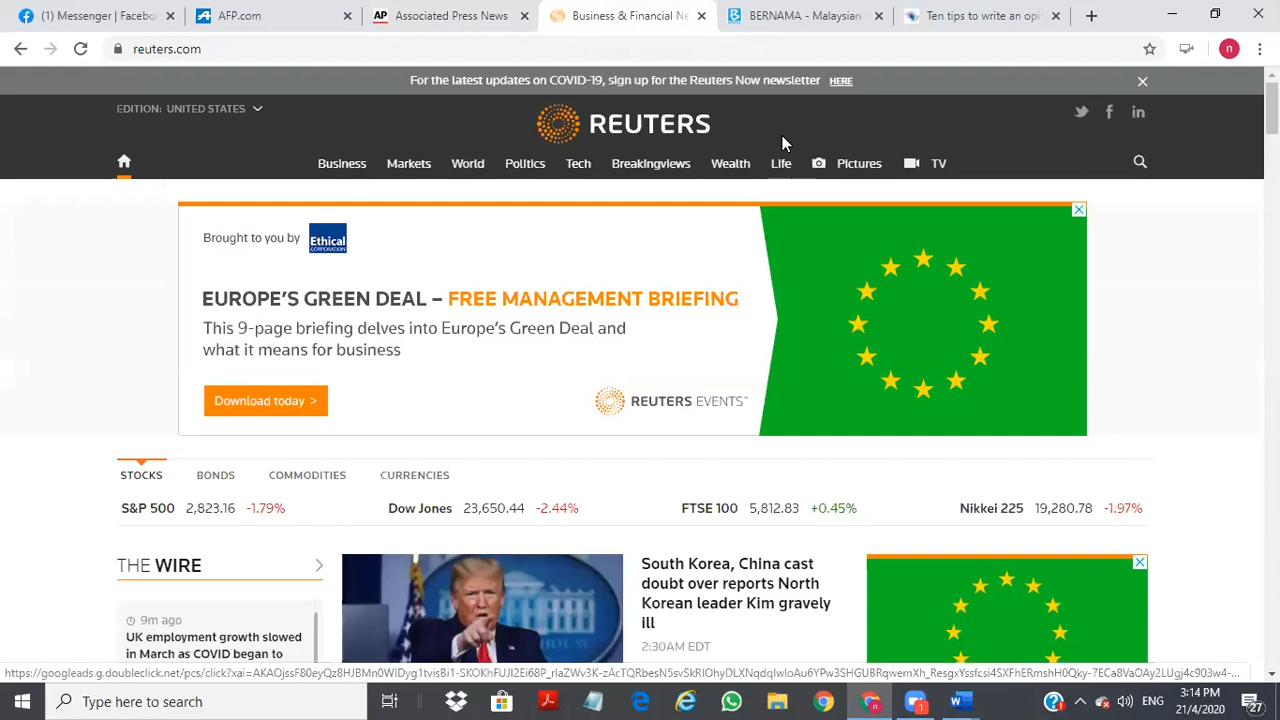 (1) Messenger | Faceboo
AFP.com
AP
Associated Press News
Business & Financial Ne
BERNAMA - Malaysian
Ten tips to write an opi
reuters.com
n
For the latest updates on COVID-19, sign up for the Reuters Now newsletter HERE
EDITION: UNITED STATES
REUTERS
Business Markets World Politics Tech Breakingviews Wealth Life Pictures TV
Brought to you by Ethical CORPORATION
EUROPE'S GREEN DEAL – FREE MANAGEMENT BRIEFING
This 9-page briefing delves into Europe's Green Deal and
what it means for business
Download today >
REUTERS EVENTS™
STOCKS BONDS COMMODITIES CURRENCIES
S&P 500 2,823.16 -1.79% Dow Jones 23,650.44 -2.44% FTSE 100 5,812.83 +0.45% Nikkei 225 19,280.78 -1.97%
THE WIRE
9m ago
UK employment growth slowed
in March as COVID began to
South Korea, China cast
doubt over reports North
Korean leader Kim gravely
ill
2:30AM EDT
Type here to search
ENG
3:14 PM
21/4/2020
27